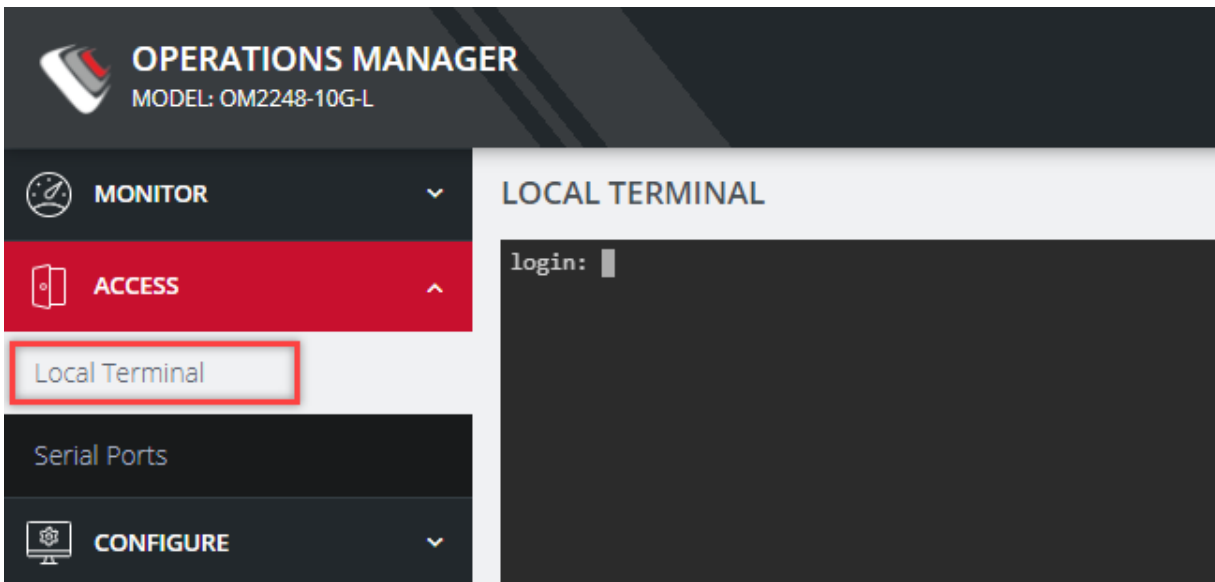 OPERATIONS MANAGER
MODEL: OM2248-10G-L
MONITOR
ACCESS
Local Terminal
Serial Ports
CONFIGURE
LOCAL TERMINAL
login: